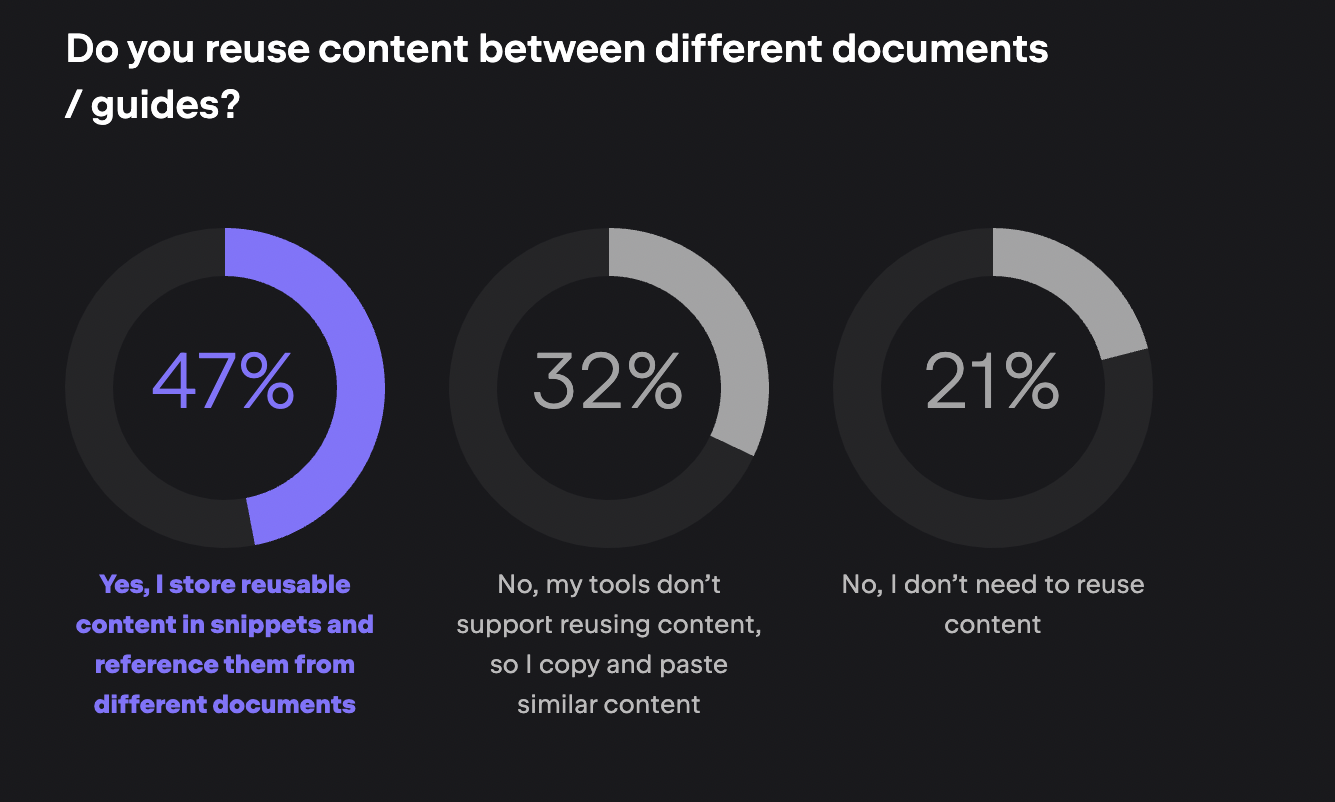 Do you reuse content between different documents
/ guides?
47%
32%
21%
Yes, I store reusable
content in snippets and
reference them from
different documents
No, my tools don’t
support reusing content,
so I copy and paste
similar content
No, I don’t need to reuse
content